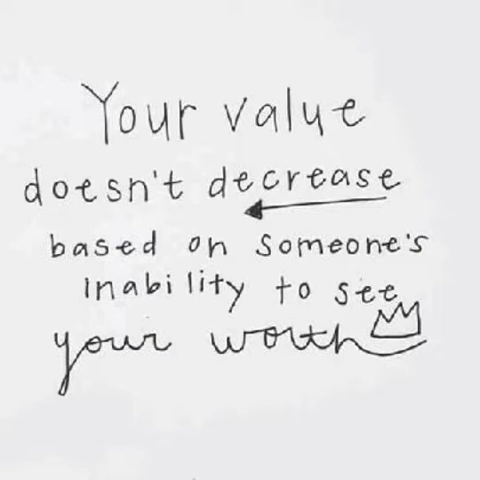 Your value
doesn't decrease
based on someone's
inability to see
your worth